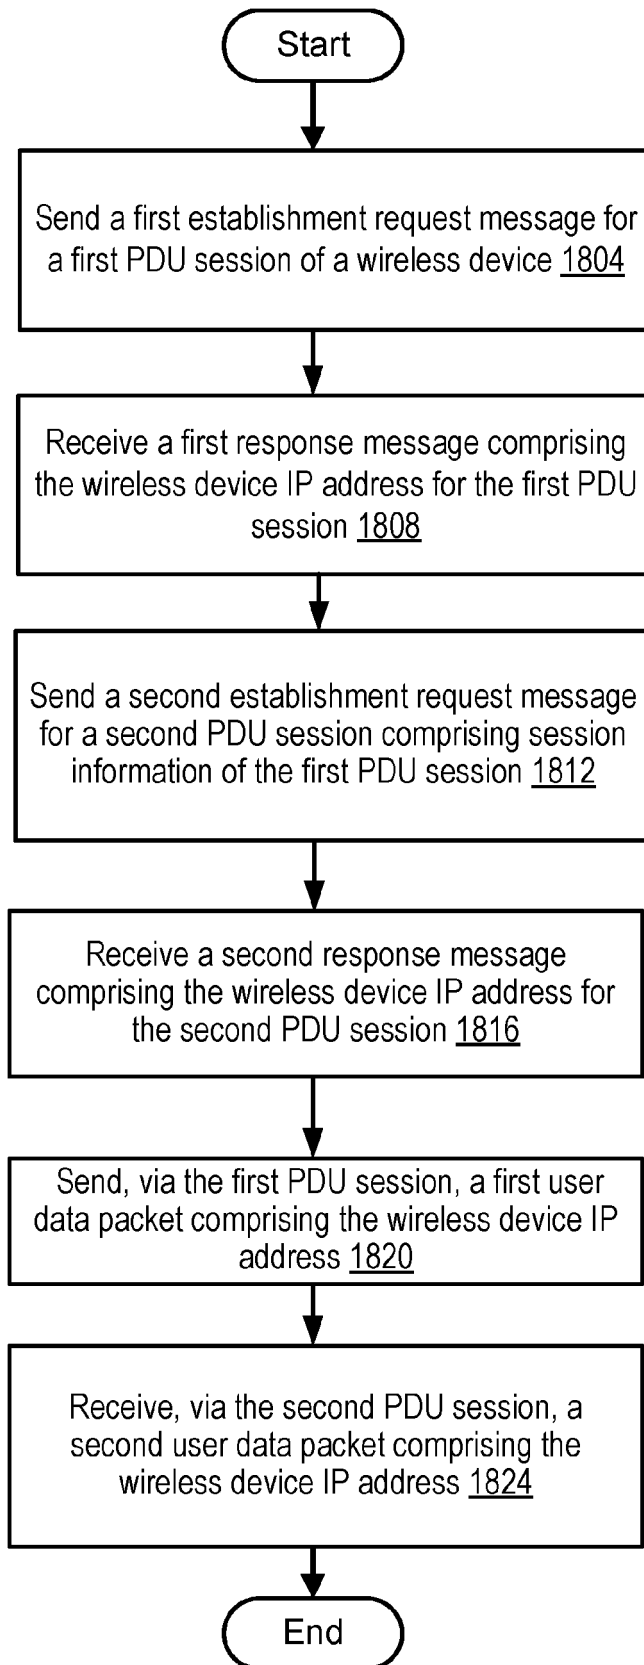 Start
Send a first establishment request message for
a first PDU session of a wireless device 1804
Receive a first response message comprising
the wireless device IP address for the first PDU
session 1808
Send a second establishment request message
for a second PDU session comprising session
information of the first PDU session 1812
Receive a second response message
comprising the wireless device IP address for
the second PDU session 1816
Send, via the first PDU session, a first user
data packet comprising the wireless device IP
address 1820
Receive, via the second PDU session, a
second user data packet comprising the
wireless device IP address 1824
End